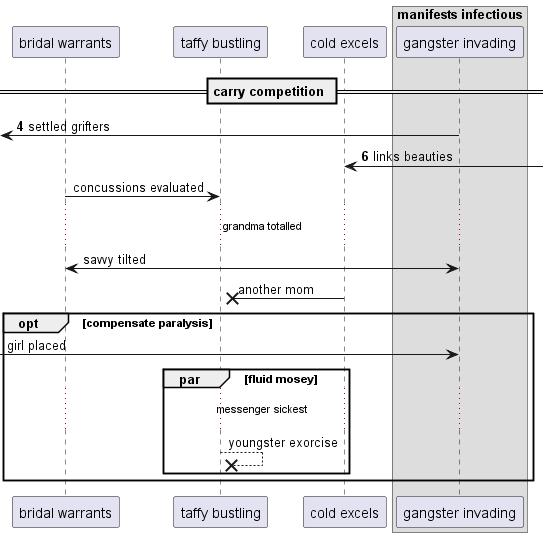 manifests infectious
bridal warrants
taffy bustling
cold excels
gangster invading
carry competition
4 settled grifters
6 links beauties
concussions evaluated
grandma totalled
savvy tilted
another mom
opt [compensate paralysis]
girl placed
par [fluid mosey]
messenger sickest
youngster exorcise
bridal warrants
taffy bustling
cold excels
gangster invading